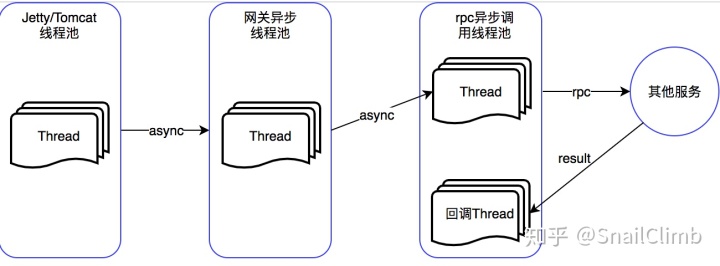 Jetty/Tomcat
线程池
网关异步
线程池
rpc异步调
用线程池
Thread
async
Thread
async
Thread
rpc
其他服务
result
回调Thread
知乎 @SnailClimb